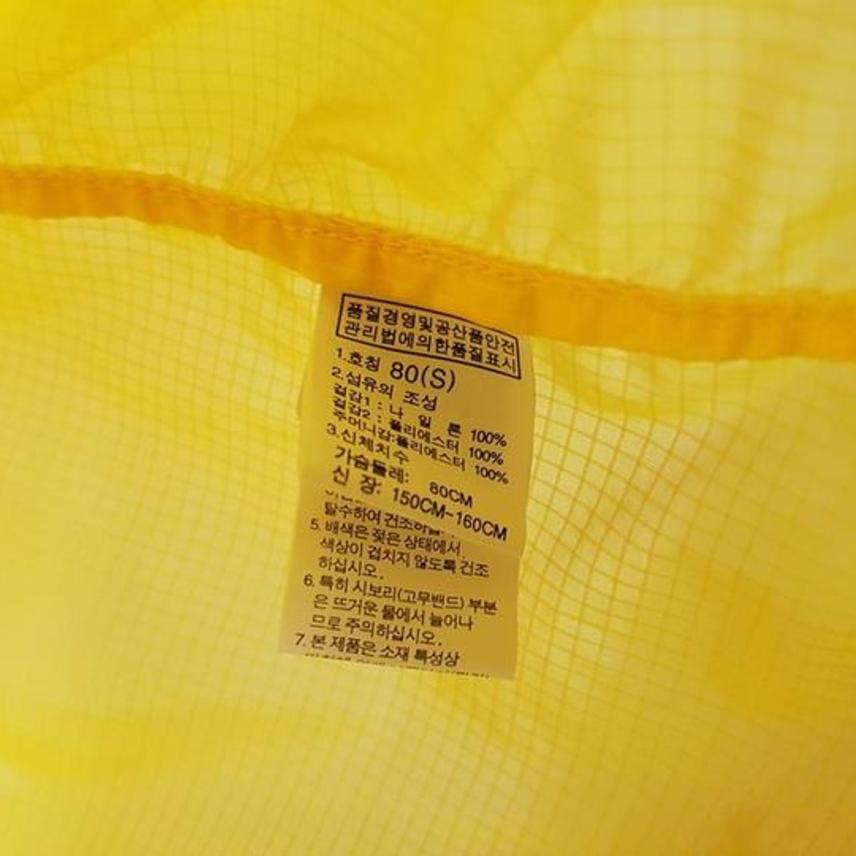 품질경영및공산품안전
관리법에의한품질표시
1.호칭 80(S)
2.섬유의 조성
겉감1 : 나 일 론 100%
겉감2 : 폴리에스터 100%
주머니감:폴리에스터 100%
3.신체치수
가슴둘레: 80CM
신 장: 150CM-160CM
탈수하여 건조하십
5. 배색은 젖은 상태에서
색상이 겹치지 않도록 건조
하십시오.
6. 특히 시보리(고무밴드) 부분
은 뜨거운 물에서 늘어나
므로 주의하십시오.
7. 본 제품은 소재 특성상